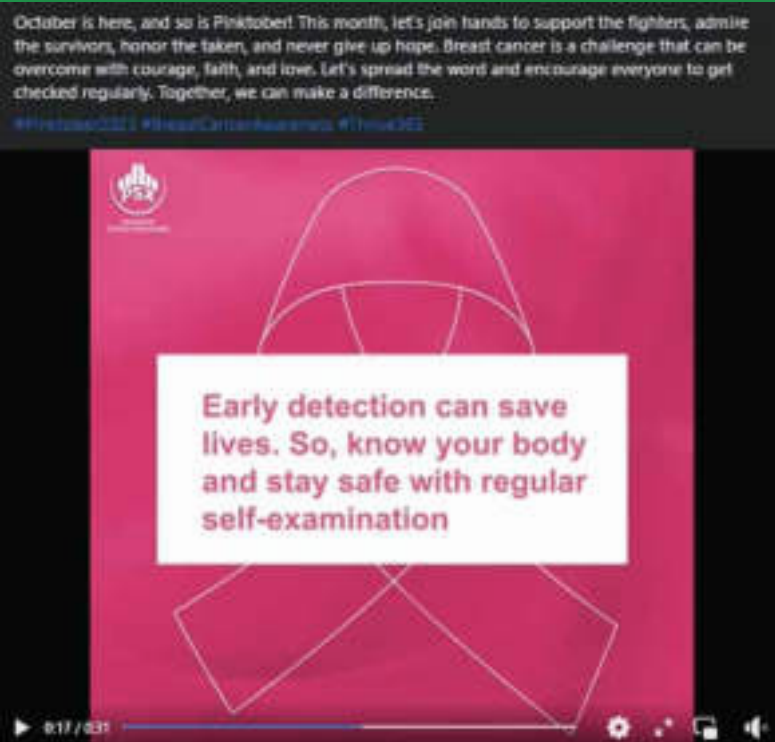 October is here, and so is Pinktober! This month, let's join hands to support the fighters, admire
the survivors, honor the taken, and never give up hope. Breast cancer is a challenge that can be
overcome with courage, faith, and love. Let's spread the word and encourage everyone to get
checked regularly. Together, we can make a difference.
#Pinktober2023 #BreastCancerAwareness #Thrive365
PSX
Early detection can save
lives. So, know your body
and stay safe with regular
self-examination
0:17 / 0:31